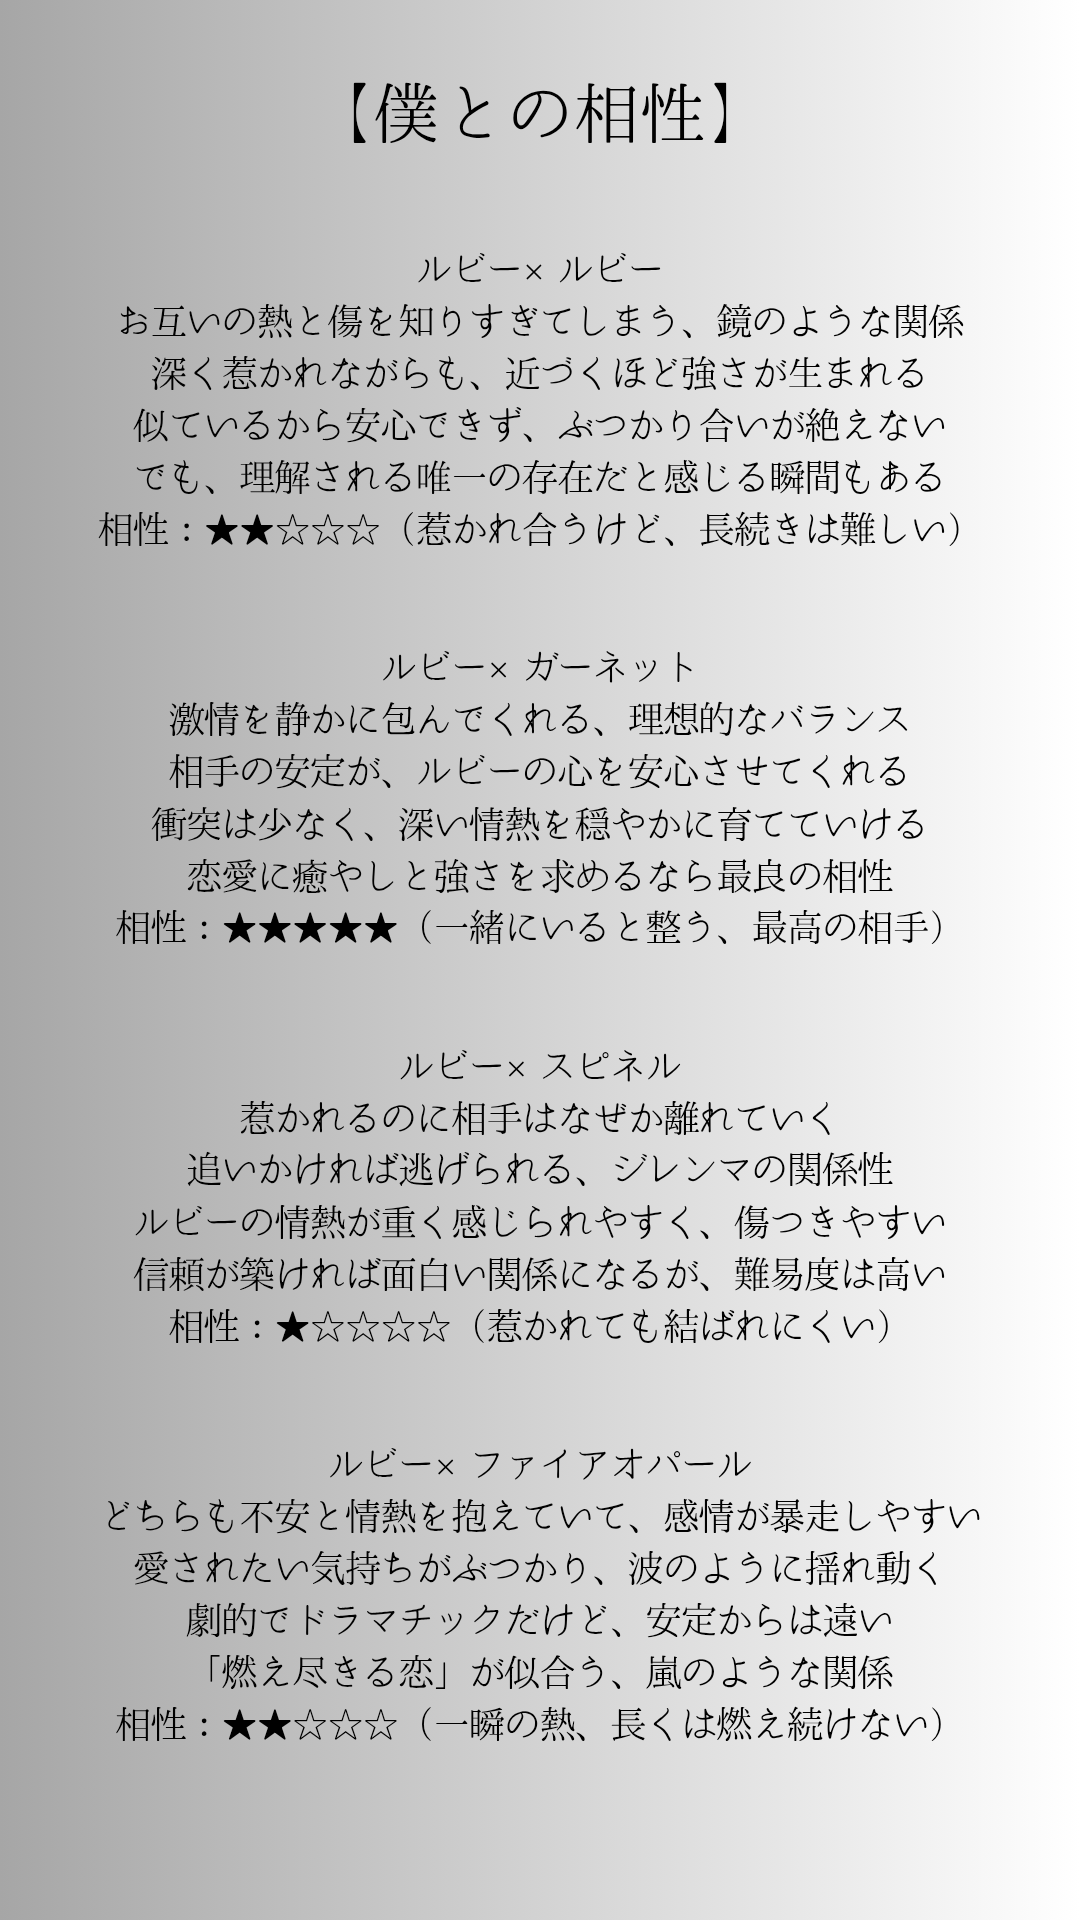 【僕との相性】
ルビー× ルビー
お互いの熱と傷を知りすぎてしまう、鏡のような関係
深く惹かれながらも、近づくほど強さが生まれる
似ているから安心できず、ぶつかり合いが絶えない
でも、理解される唯一の存在だと感じる瞬間もある
相性：★★☆☆☆（惹かれ合うけど、長続きは難しい）
ルビー× ガーネット
激情を静かに包んでくれる、理想的なバランス
相手の安定が、ルビーの心を安心させてくれる
衝突は少なく、深い情熱を穏やかに育てていける
恋愛に癒やしと強さを求めるなら最良の相性
相性：★★★★★（一緒にいると整う、最高の相手）
ルビー× スピネル
惹かれるのに相手はなぜか離れていく
追いかければ逃げられる、ジレンマの関係性
ルビーの情熱が重く感じられやすく、傷つきやすい
信頼が築ければ面白い関係になるが、難易度は高い
相性：★☆☆☆☆（惹かれても結ばれにくい）
ルビー× ファイアオパール
どちらも不安と情熱を抱えていて、感情が暴走しやすい
愛されたい気持ちがぶつかり、波のように揺れ動く
劇的でドラマチックだけど、安定からは遠い
「燃え尽きる恋」が似合う、嵐のような関係
相性：★★☆☆☆（一瞬の熱、長くは燃え続けない）